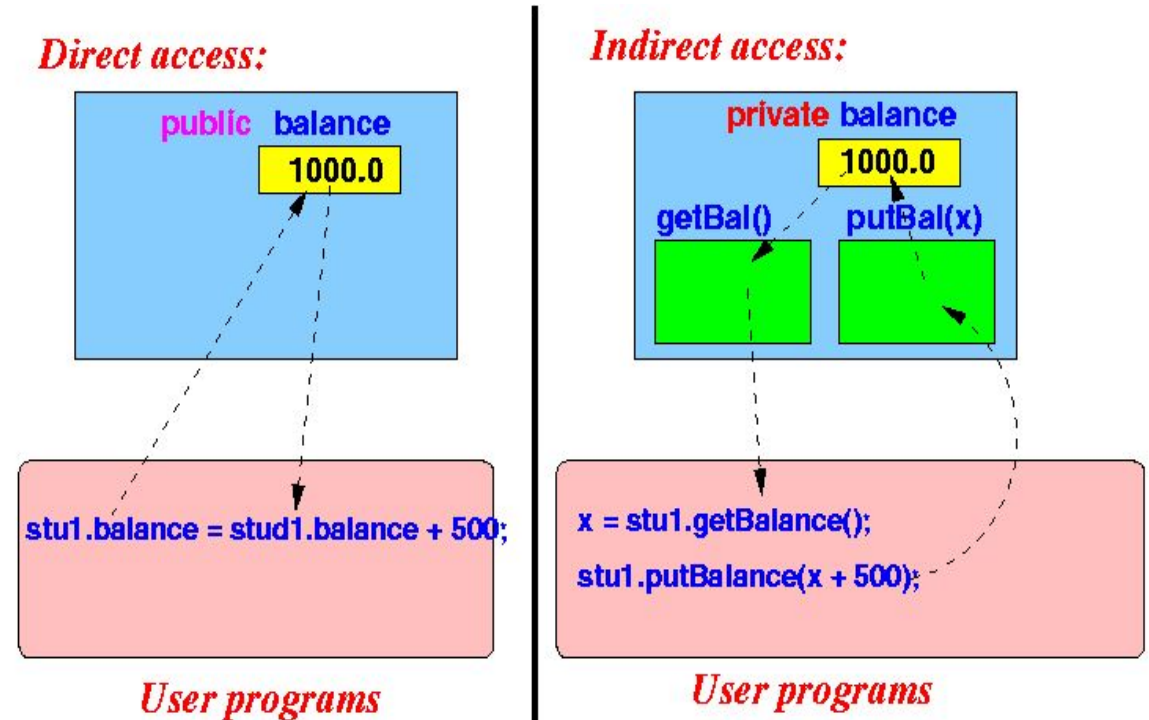 Direct access:
public balance
1000.0
stu1.balance = stud1.balance + 500;
User programs
Indirect access:
private balance
1000.0
getBal() putBal(x)
x = stu1.getBalance();
stu1.putBalance(x + 500);
User programs